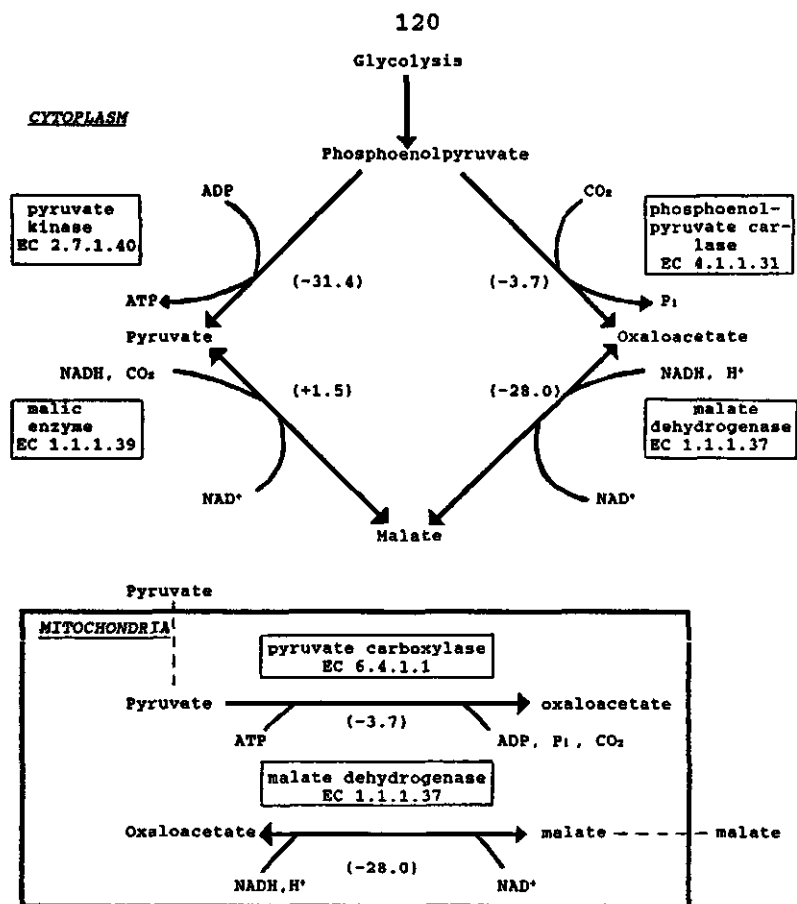 120
Glycolysis
CYTOPLASM
Phosphoenolpyruvate
ADP
CO₂
pyruvate
kinase
EC 2.7.1.40
phosphoenol-
pyruvate car-
lase
EC 4.1.1.31
(-31.4)
(-3.7)
ATP
Pi
Pyruvate
Oxaloacetate
NADH, CO₂
(+1.5)
(-28.0)
NADH, H⁺
malic
enzyme
EC 1.1.1.39
malate
dehydrogenase
EC 1.1.1.37
NAD⁺
NAD⁺
Malate
Pyruvate
MITOCHONDRIA
pyruvate carboxylase
EC 6.4.1.1
Pyruvate
oxaloacetate
(-3.7)
ATP
ADP, Pi, CO₂
malate dehydrogenase
EC 1.1.1.37
Oxaloacetate
malate
malate
(-28.0)
NADH,H⁺
NAD⁺